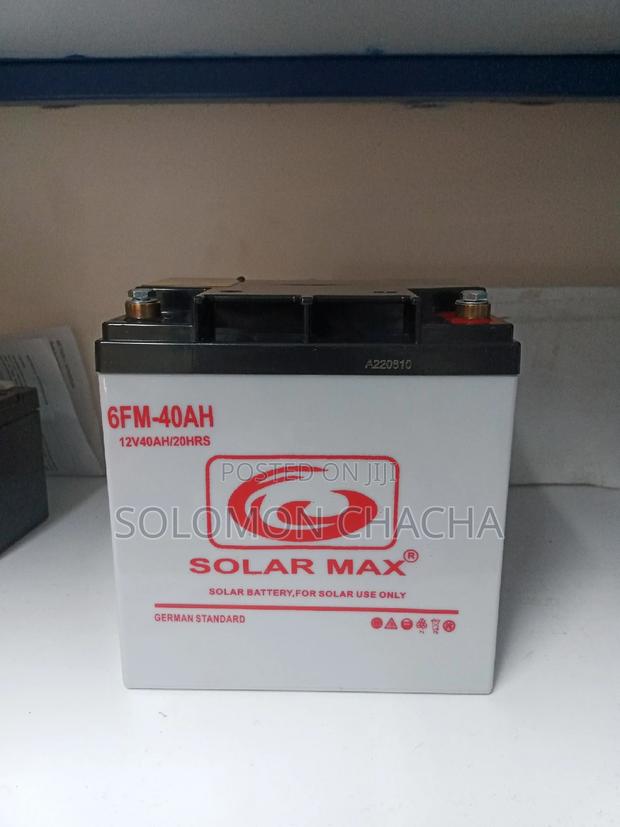 A220810
6FM-40AH
12V40AH/20HRS
POSTED ON JIJI
SOLOMON CHACHA
SOLAR MAX®
SOLAR BATTERY,FOR SOLAR USE ONLY
GERMAN STANDARD